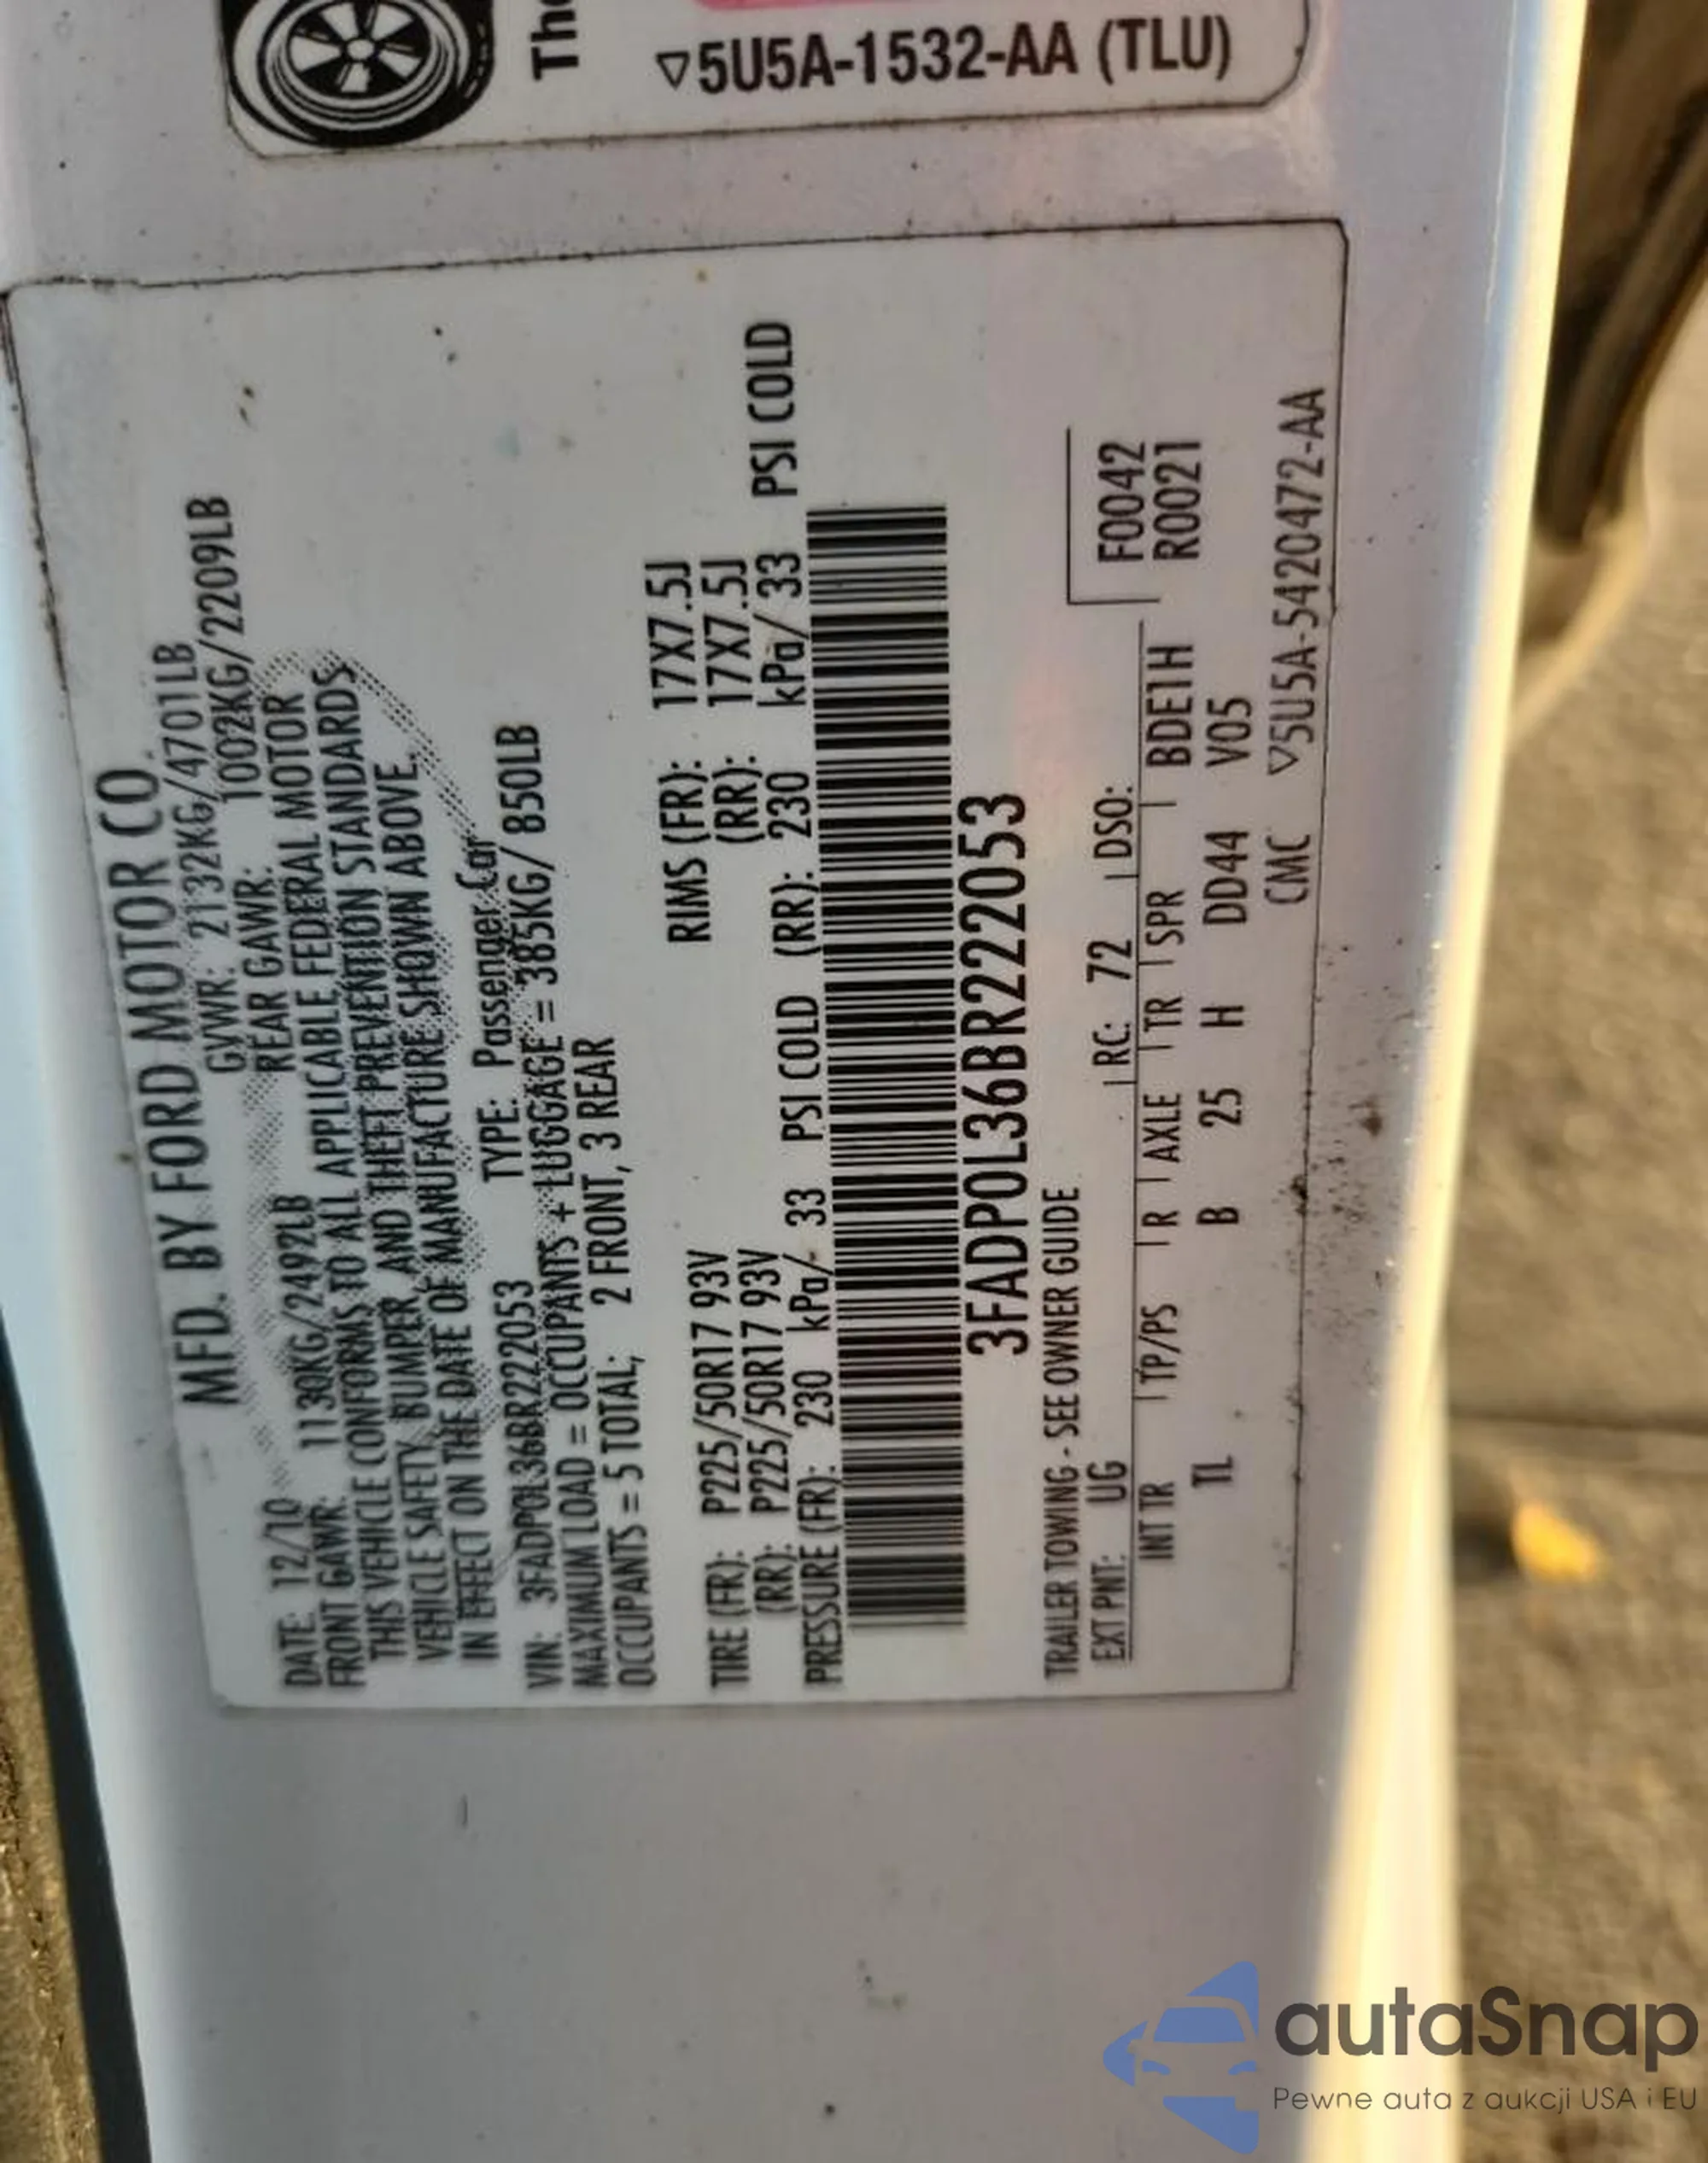 The
▽5U5A-1532-AA (TLU)
MFD. BY FORD MOTOR CO.
DATE: 12/10 GVWR: 2132KG/4701LB
FRONT GAWR: 1130KG/2492LB REAR GAWR: 1002KG/2209LB
THIS VEHICLE CONFORMS TO ALL APPLICABLE FEDERAL MOTOR
VEHICLE SAFETY, BUMPER, AND THEFT PREVENTION STANDARDS
IN EFFECT ON THE DATE OF MANUFACTURE SHOWN ABOVE.
VIN: 3FADP0L36BR222053 TYPE: Passenger Car
MAXIMUM LOAD = OCCUPANTS + LUGGAGE = 385KG/ 850LB
OCCUPANTS = 5 TOTAL; 2 FRONT, 3 REAR
TIRE (FR): P225/50R17 93V RIMS (FR): 17X7.5J
(RR): P225/50R17 93V (RR): 17X7.5J
PRESSURE (FR): 230 kPa/ 33 PSI COLD (RR): 230 kPa/ 33 PSI COLD
3FADP0L36BR222053
TRAILER TOWING - SEE OWNER GUIDE
EXT PNT: UG RC: 72 DSO: F0042
R0021
INT TR TP/PS R AXLE TR SPR BDE1H
TL B 25 H DD44 V05
CMC ▽5U5A-5420472-AA
autaSnap
Pewne auta z aukcji USA i EU